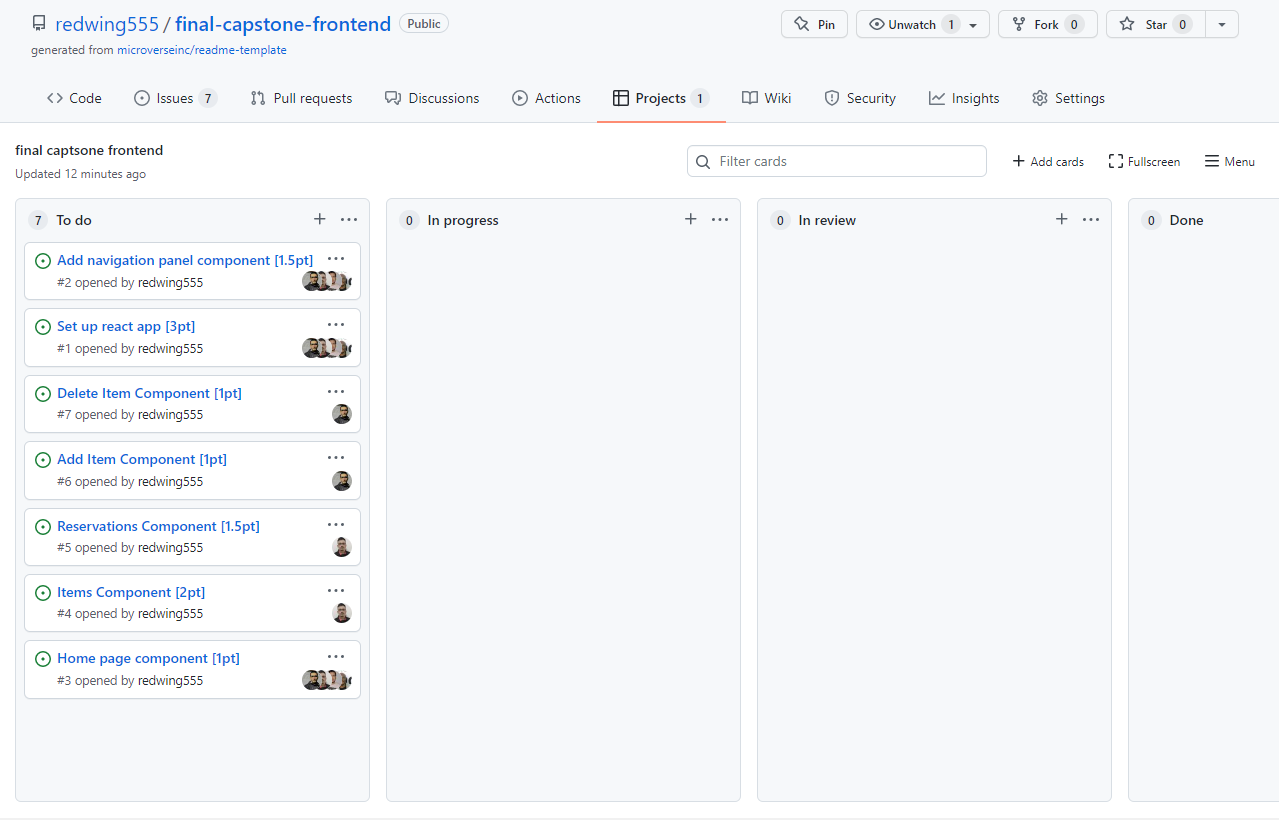 redwing555 / final-capstone-frontend Public
Pin
Unwatch 1
Fork 0
Star 0
generated from microverseinc/readme-template
Code
Issues 7
Pull requests
Discussions
Actions
Projects 1
Wiki
Security
Insights
Settings
final captsone frontend
Updated 12 minutes ago
Filter cards
Add cards
Fullscreen
Menu
7 To do
Add navigation panel component [1.5pt]
#2 opened by redwing555
Set up react app [3pt]
#1 opened by redwing555
Delete Item Component [1pt]
#7 opened by redwing555
Add Item Component [1pt]
#6 opened by redwing555
Reservations Component [1.5pt]
#5 opened by redwing555
Items Component [2pt]
#4 opened by redwing555
Home page component [1pt]
#3 opened by redwing555
0 In progress
0 In review
0 Done